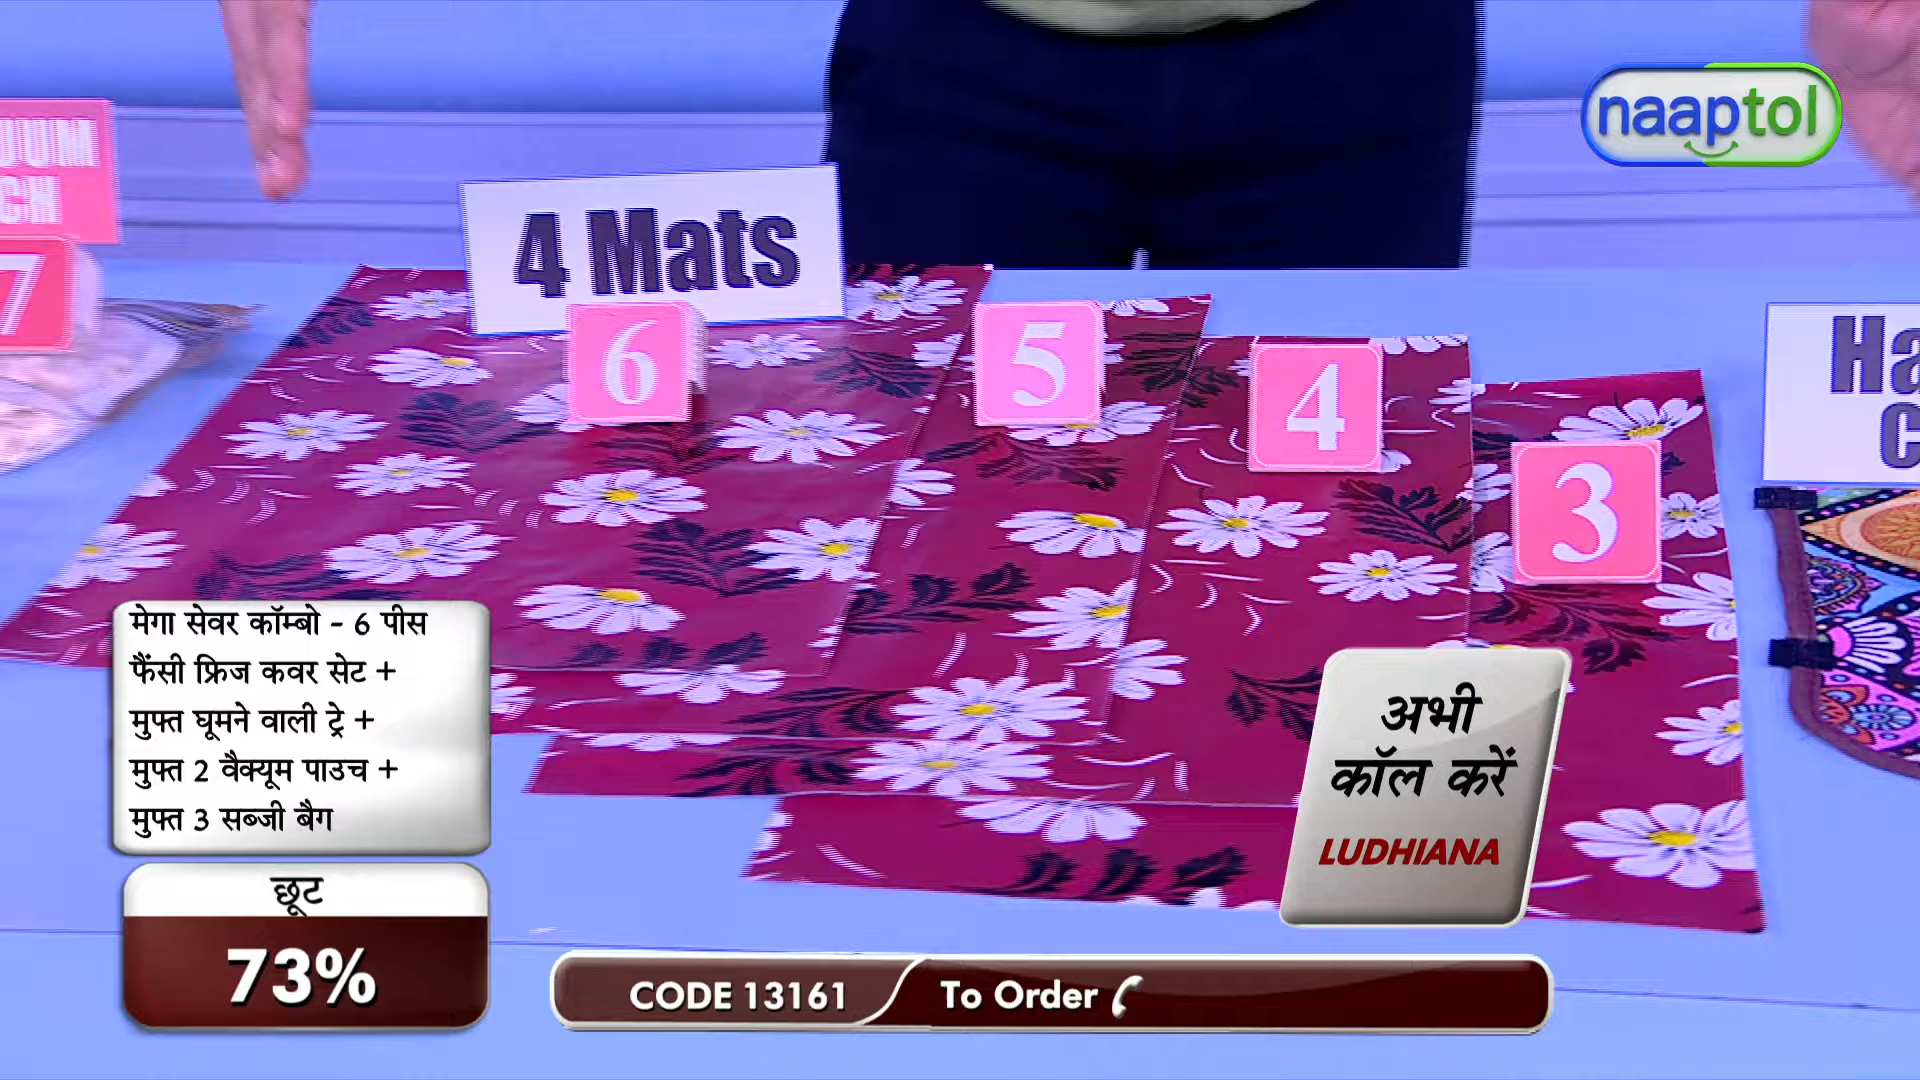 naaptol
4 Mats
7
6
5
4
3
मेगा सेवर कॉम्बो - 6 पीस
फैंसी फ्रिज कवर सेट +
मुफ्त घूमने वाली ट्रे +
मुफ्त 2 वैक्यूम पाउच +
मुफ्त 3 सब्जी बैग
छूट
73%
अभी
कॉल करें
LUDHIANA
CODE 13161 To Order